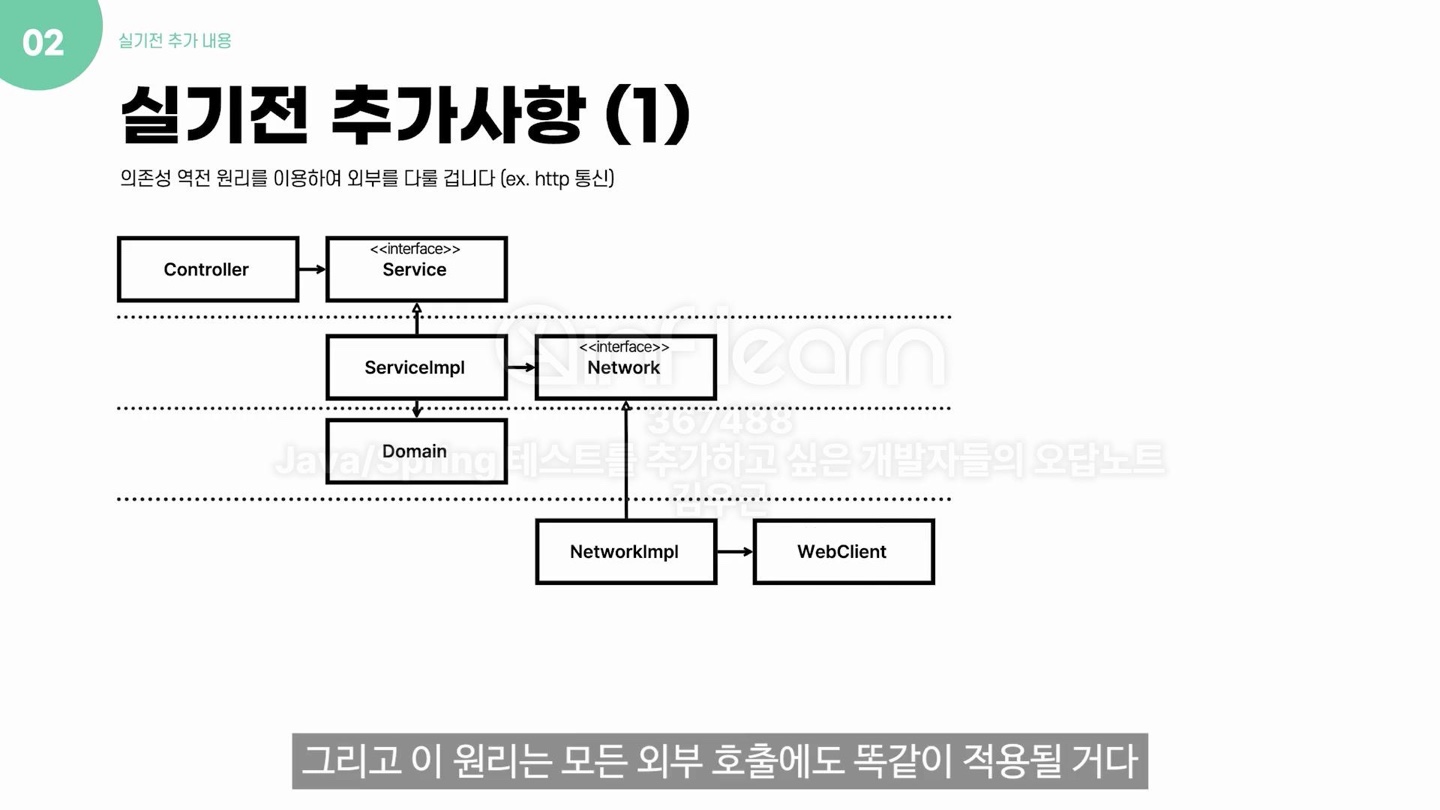 02
실기전 추가 내용
실기전 추가사항 (1)
의존성 역전 원리를 이용하여 외부를 다룰 겁니다 (ex. http 통신)
Controller
<<interface>>
Service
ServiceImpl
<<interface>>
Network
inflearn
367488
Domain
Java/Spring 테스트를 추가하고 싶은 개발자들의 오답노트
김우근
NetworkImpl
WebClient
그리고 이 원리는 모든 외부 호출에도 똑같이 적용될 거다